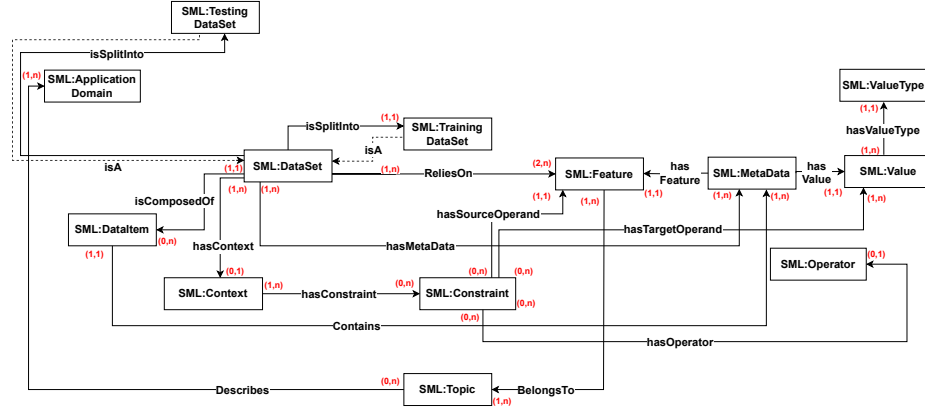 SML:Testing
DataSet
isSplitInto
(1,n)
SML:Application
Domain
SML:ValueType
(1,1)
hasValueType
(1,1)
isSplitInto
SML:Training
DataSet
isA
isA
SML:DataSet
(1,1)
(1,n)
(1,n)
(1,n)
ReliesOn
(2,n)
SML:Feature
(1,1)
(1,n)
(1,1)
has
Feature
SML:MetaData
(1,n)
(1,n)
has
Value
(1,n)
SML:Value
(1,1)
(1,n)
isComposedOf
SML:DataItem
(0,n)
(1,1)
hasContext
hasSourceOperand
hasTargetOperand
hasMetaData
(0,1)
SML:Context
(1,n)
hasConstraint
(0,n)
(0,n)
(0,n)
SML:Constraint
(0,n)
(0,n)
SML:Operator
(0,1)
Contains
hasOperator
Describes
(0,n)
SML:Topic
(1,n)
BelongsTo